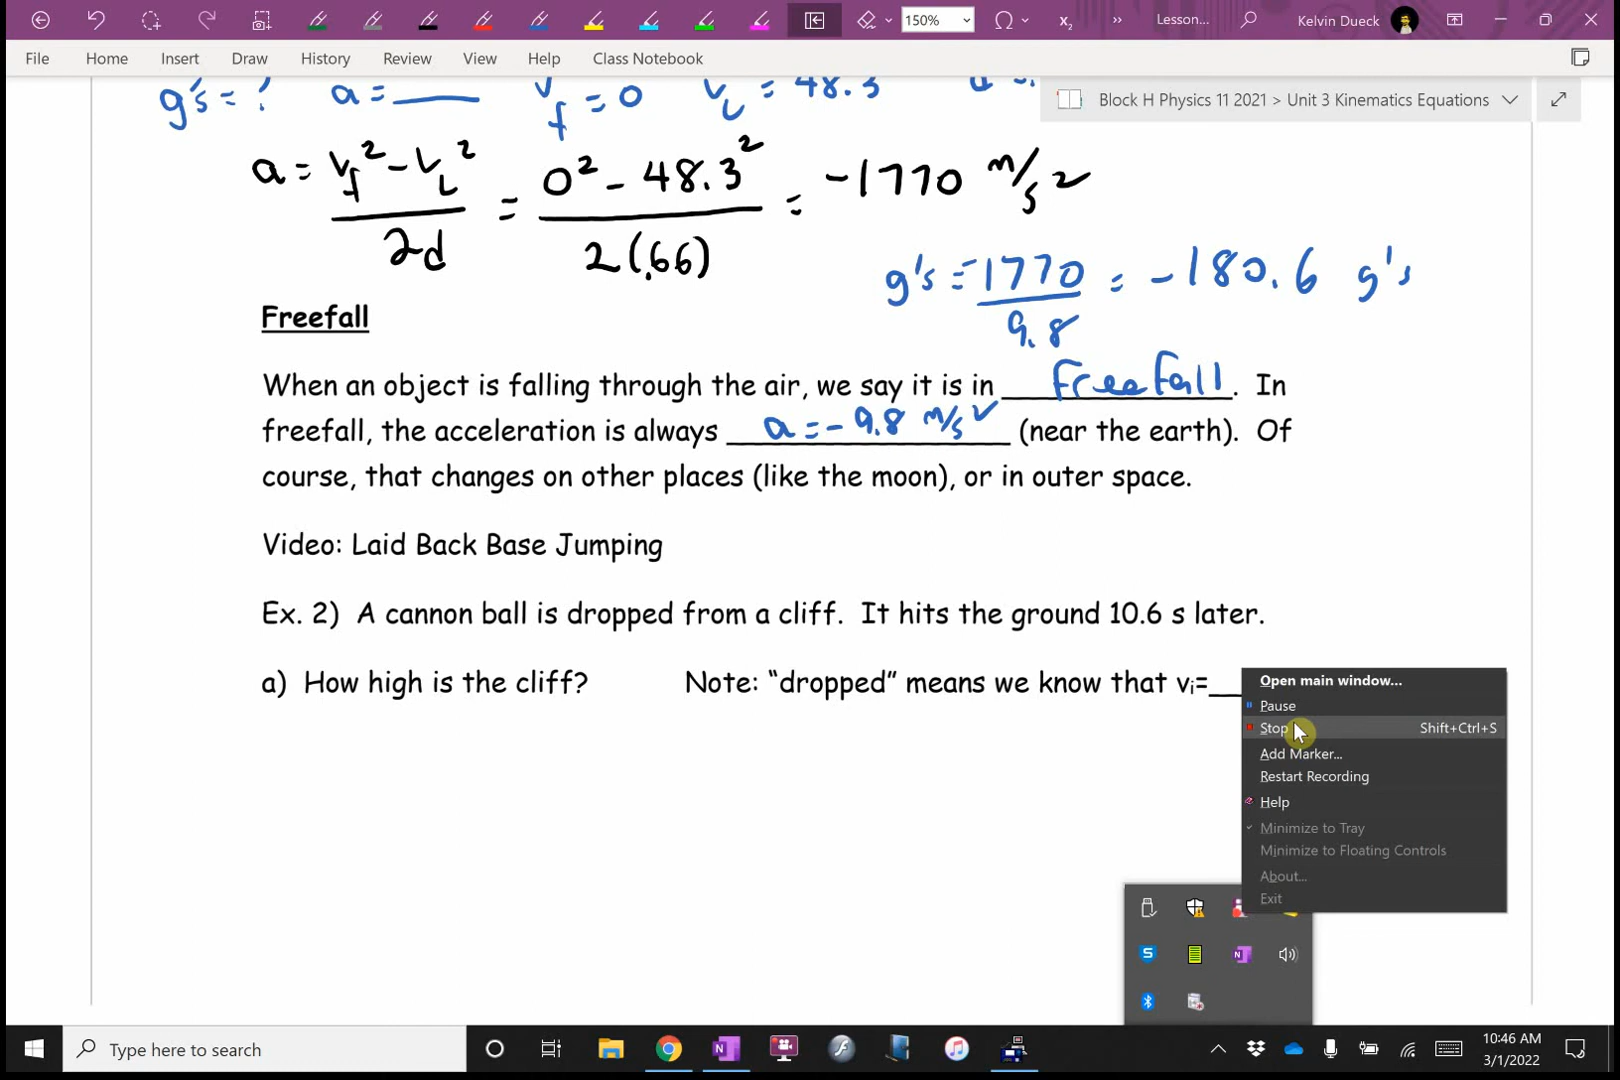 150%
x₂
Lesson...
Kelvin Dueck
File
Home
Insert
Draw
History
Review
View
Help
Class Notebook
Block H Physics 11 2021 > Unit 3 Kinematics Equations
g's = ? a = ____ v_f = 0 v_i = 48.3
a = v_f² - v_i² / 2d = 0² - 48.3² / 2(.66) = -1770 m/s²
g's = -1770 / 9.8 = -180.6 g's
Freefall
When an object is falling through the air, we say it is in freefall. In
freefall, the acceleration is always a = -9.8 m/s² (near the earth). Of
course, that changes on other places (like the moon), or in outer space.
Video: Laid Back Base Jumping
Ex. 2) A cannon ball is dropped from a cliff. It hits the ground 10.6 s later.
a) How high is the cliff? Note: “dropped” means we know that vᵢ=__
Open main window...
Pause
Stop Shift+Ctrl+S
Add Marker...
Restart Recording
Help
Minimize to Tray
Minimize to Floating Controls
About...
Exit
Type here to search
10:46 AM
3/1/2022